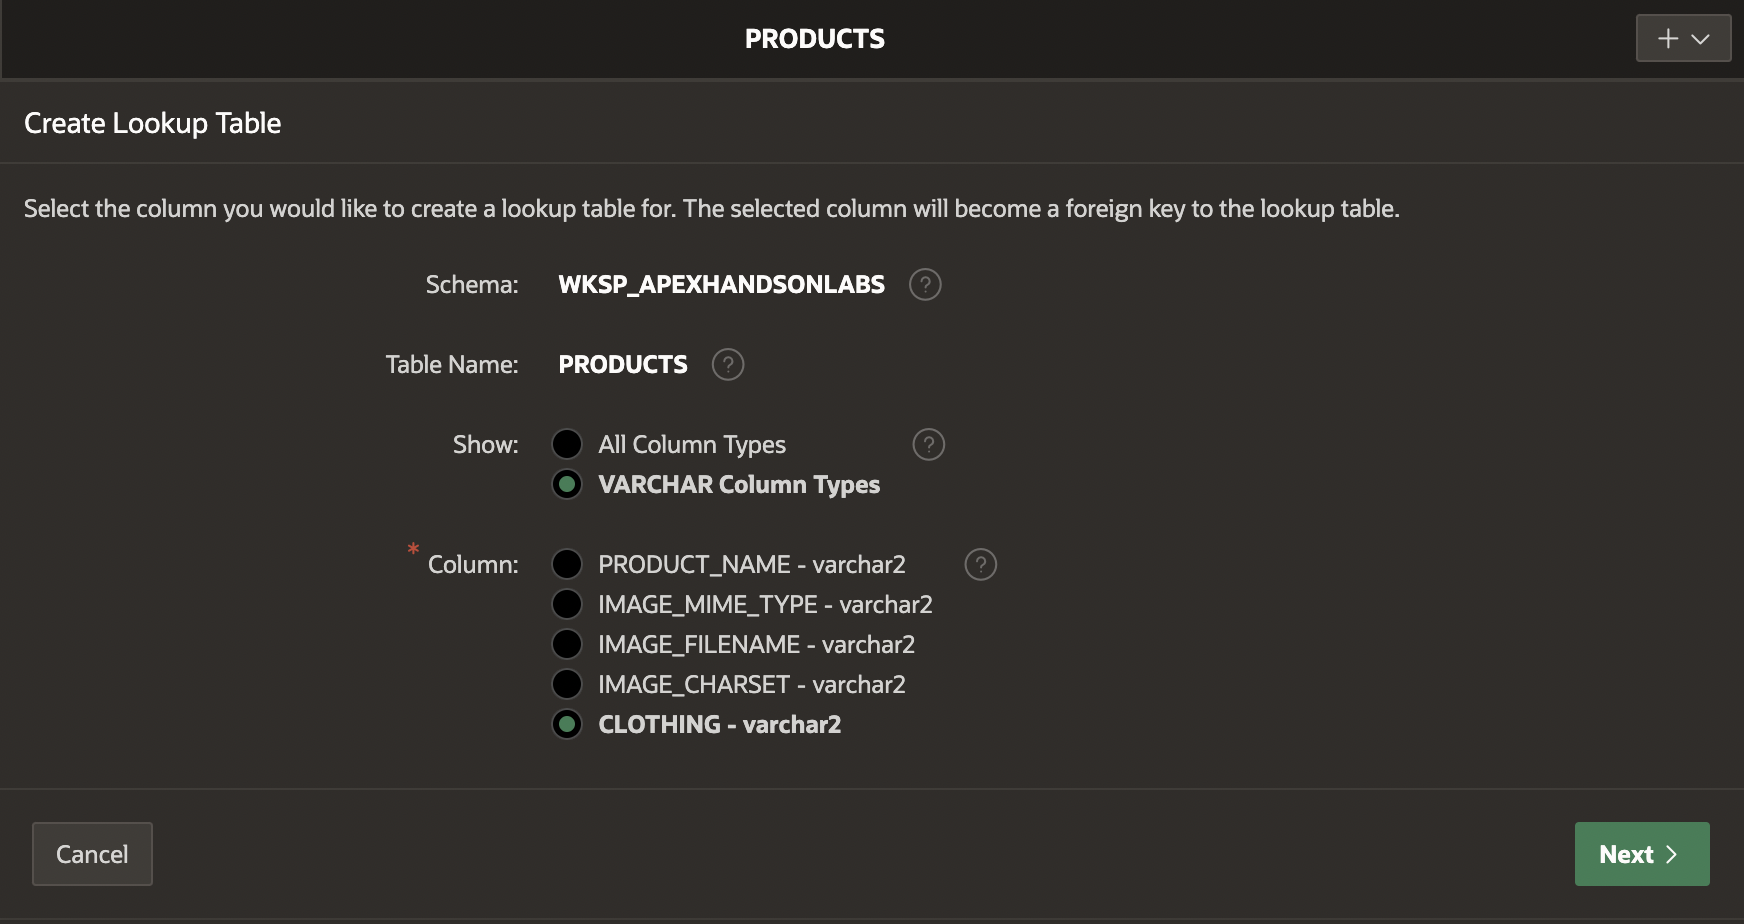 PRODUCTS
Create Lookup Table
Select the column you would like to create a lookup table for. The selected column will become a foreign key to the lookup table.
Schema: WKSP_APEXHANDSONLABS ?
Table Name: PRODUCTS ?
Show: All Column Types ?
VARCHAR Column Types
* Column: PRODUCT_NAME - varchar2 ?
IMAGE_MIME_TYPE - varchar2
IMAGE_FILENAME - varchar2
IMAGE_CHARSET - varchar2
CLOTHING - varchar2
Cancel Next >